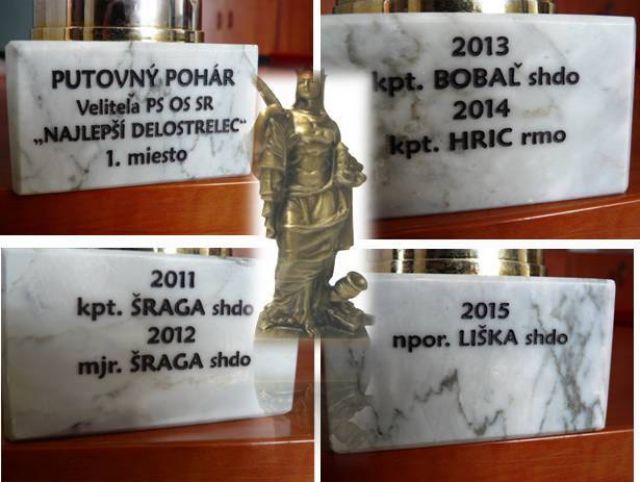 PUTOVNÝ POHÁR
Veliteľa PS OS SR
„NAJLEPŠÍ DELOSTRELEC“
1. miesto
2013
kpt. BOBAĽ shdo
2014
kpt. HRIC rmo
2011
kpt. ŠRAGA shdo
2012
mjr. ŠRAGA shdo
2015
npor. LIŠKA shdo